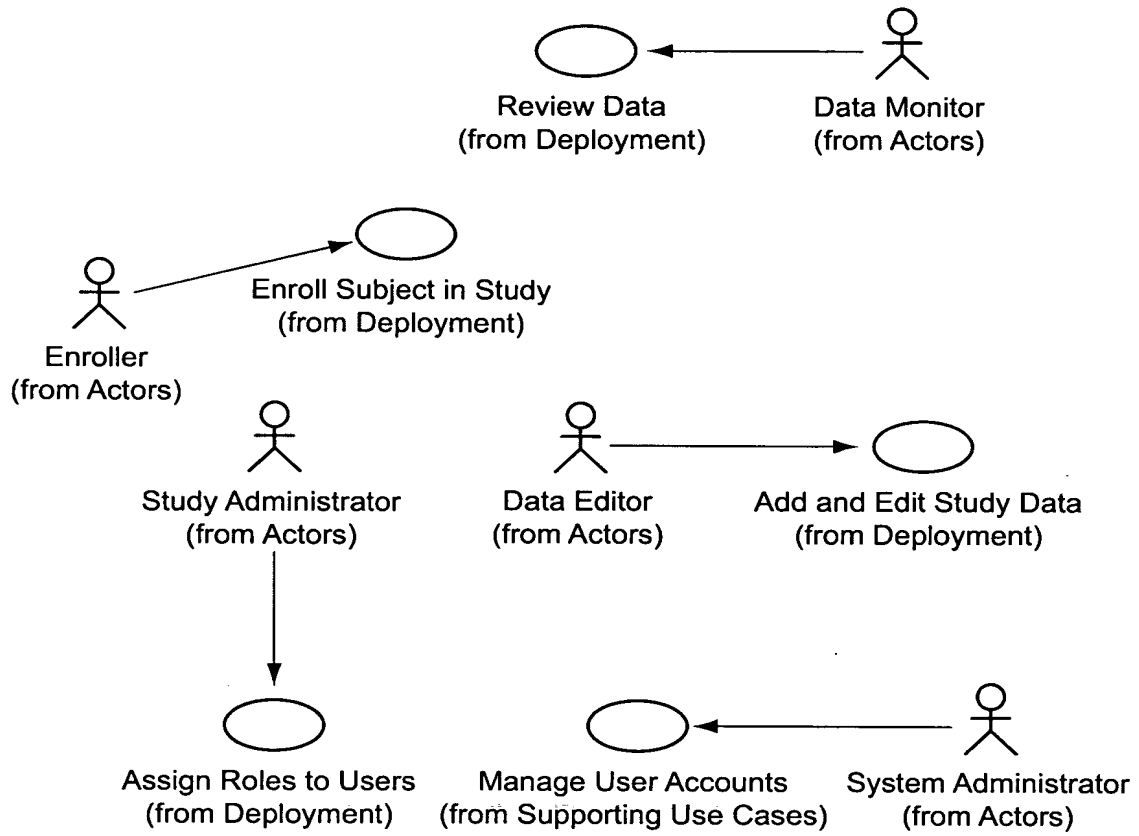 Review Data
(from Deployment)
Data Monitor
(from Actors)
Enroll Subject in Study
(from Deployment)
Enroller
(from Actors)
Study Administrator
(from Actors)
Data Editor
(from Actors)
Add and Edit Study Data
(from Deployment)
Assign Roles to Users
(from Deployment)
Manage User Accounts
(from Supporting Use Cases)
System Administrator
(from Actors)